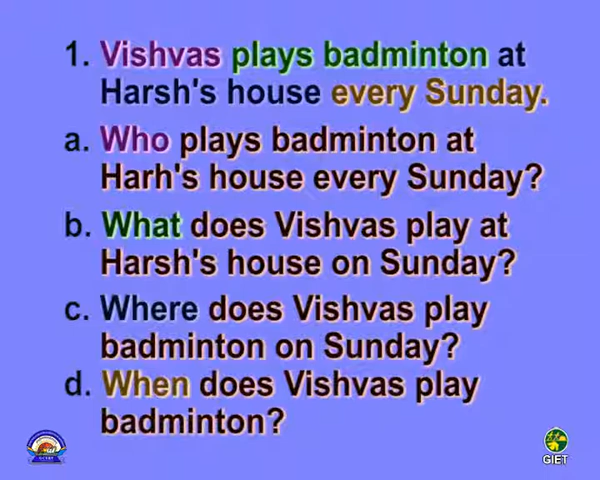 1. Vishvas plays badminton at
Harsh's house every Sunday.
a. Who plays badminton at
Harh's house every Sunday?
b. What does Vishvas play at
Harsh's house on Sunday?
c. Where does Vishvas play
badminton on Sunday?
d. When does Vishvas play
badminton?
GIET